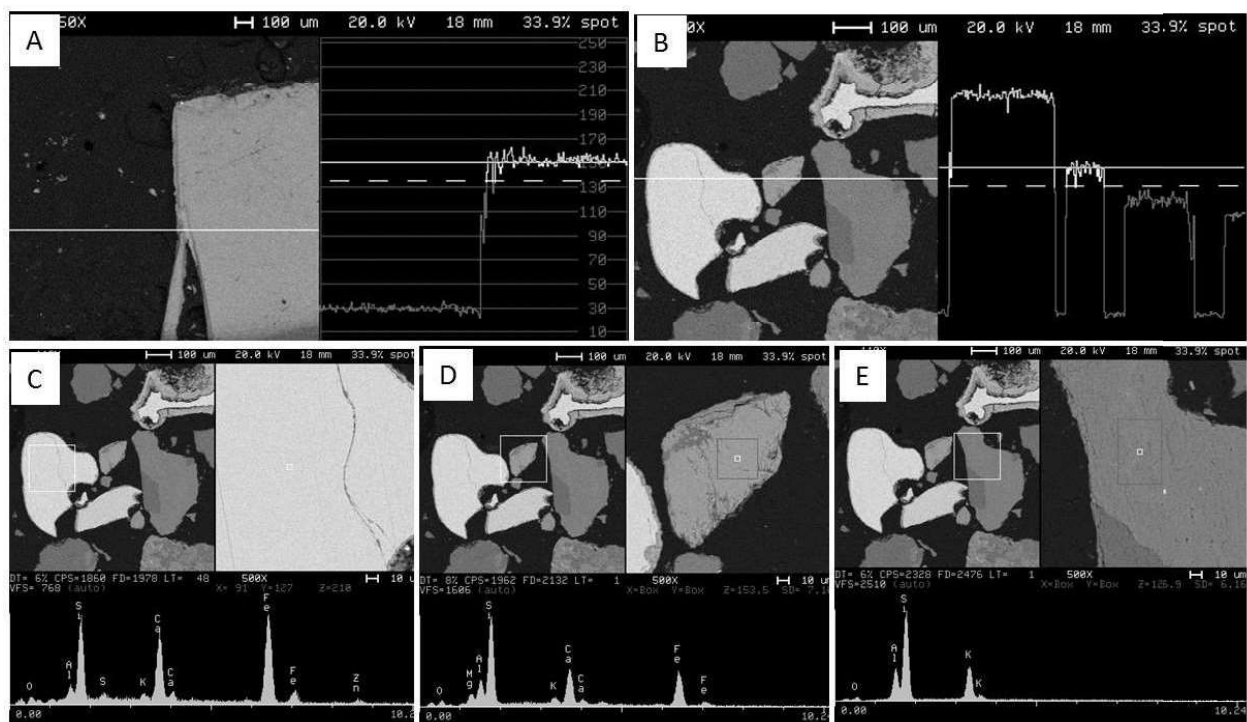 A
50X
100 um
20.0 kV
18 mm
33.9% spot
250
230
210
190
170
150
130
110
90
70
50
30
10
B
0X
100 um
20.0 kV
18 mm
33.9% spot
C
100 um
20.0 kV
18 mm
33.9% spot
DT= 6% CPS=1860 FD=1978 LT= 48
500X
10 um
VFS= 768 (auto)
X= 91 Y=127 Z=210
O
Al
Si
S
K
Ca
Ca
Fe
Fe
Zn
0.00
10.2
D
100 um
20.0 kV
18 mm
33.9% spot
DT= 8% CPS=1962 FD=2132 LT= 1
500X
10 um
VFS=1606 (auto)
X=Box Y=Box Z=153.5 SD= 7.1
O
Mg
Al
Si
K
Ca
Ca
Fe
Fe
0.00
10.2
E
100 um
20.0 kV
18 mm
33.9% spot
DT= 6% CPS=2328 FD=2476 LT= 1
500X
10 um
VFS=2510 (auto)
X=Box Y=Box Z=126.9 SD= 6.16
O
Al
Si
K
K
0.00
10.24